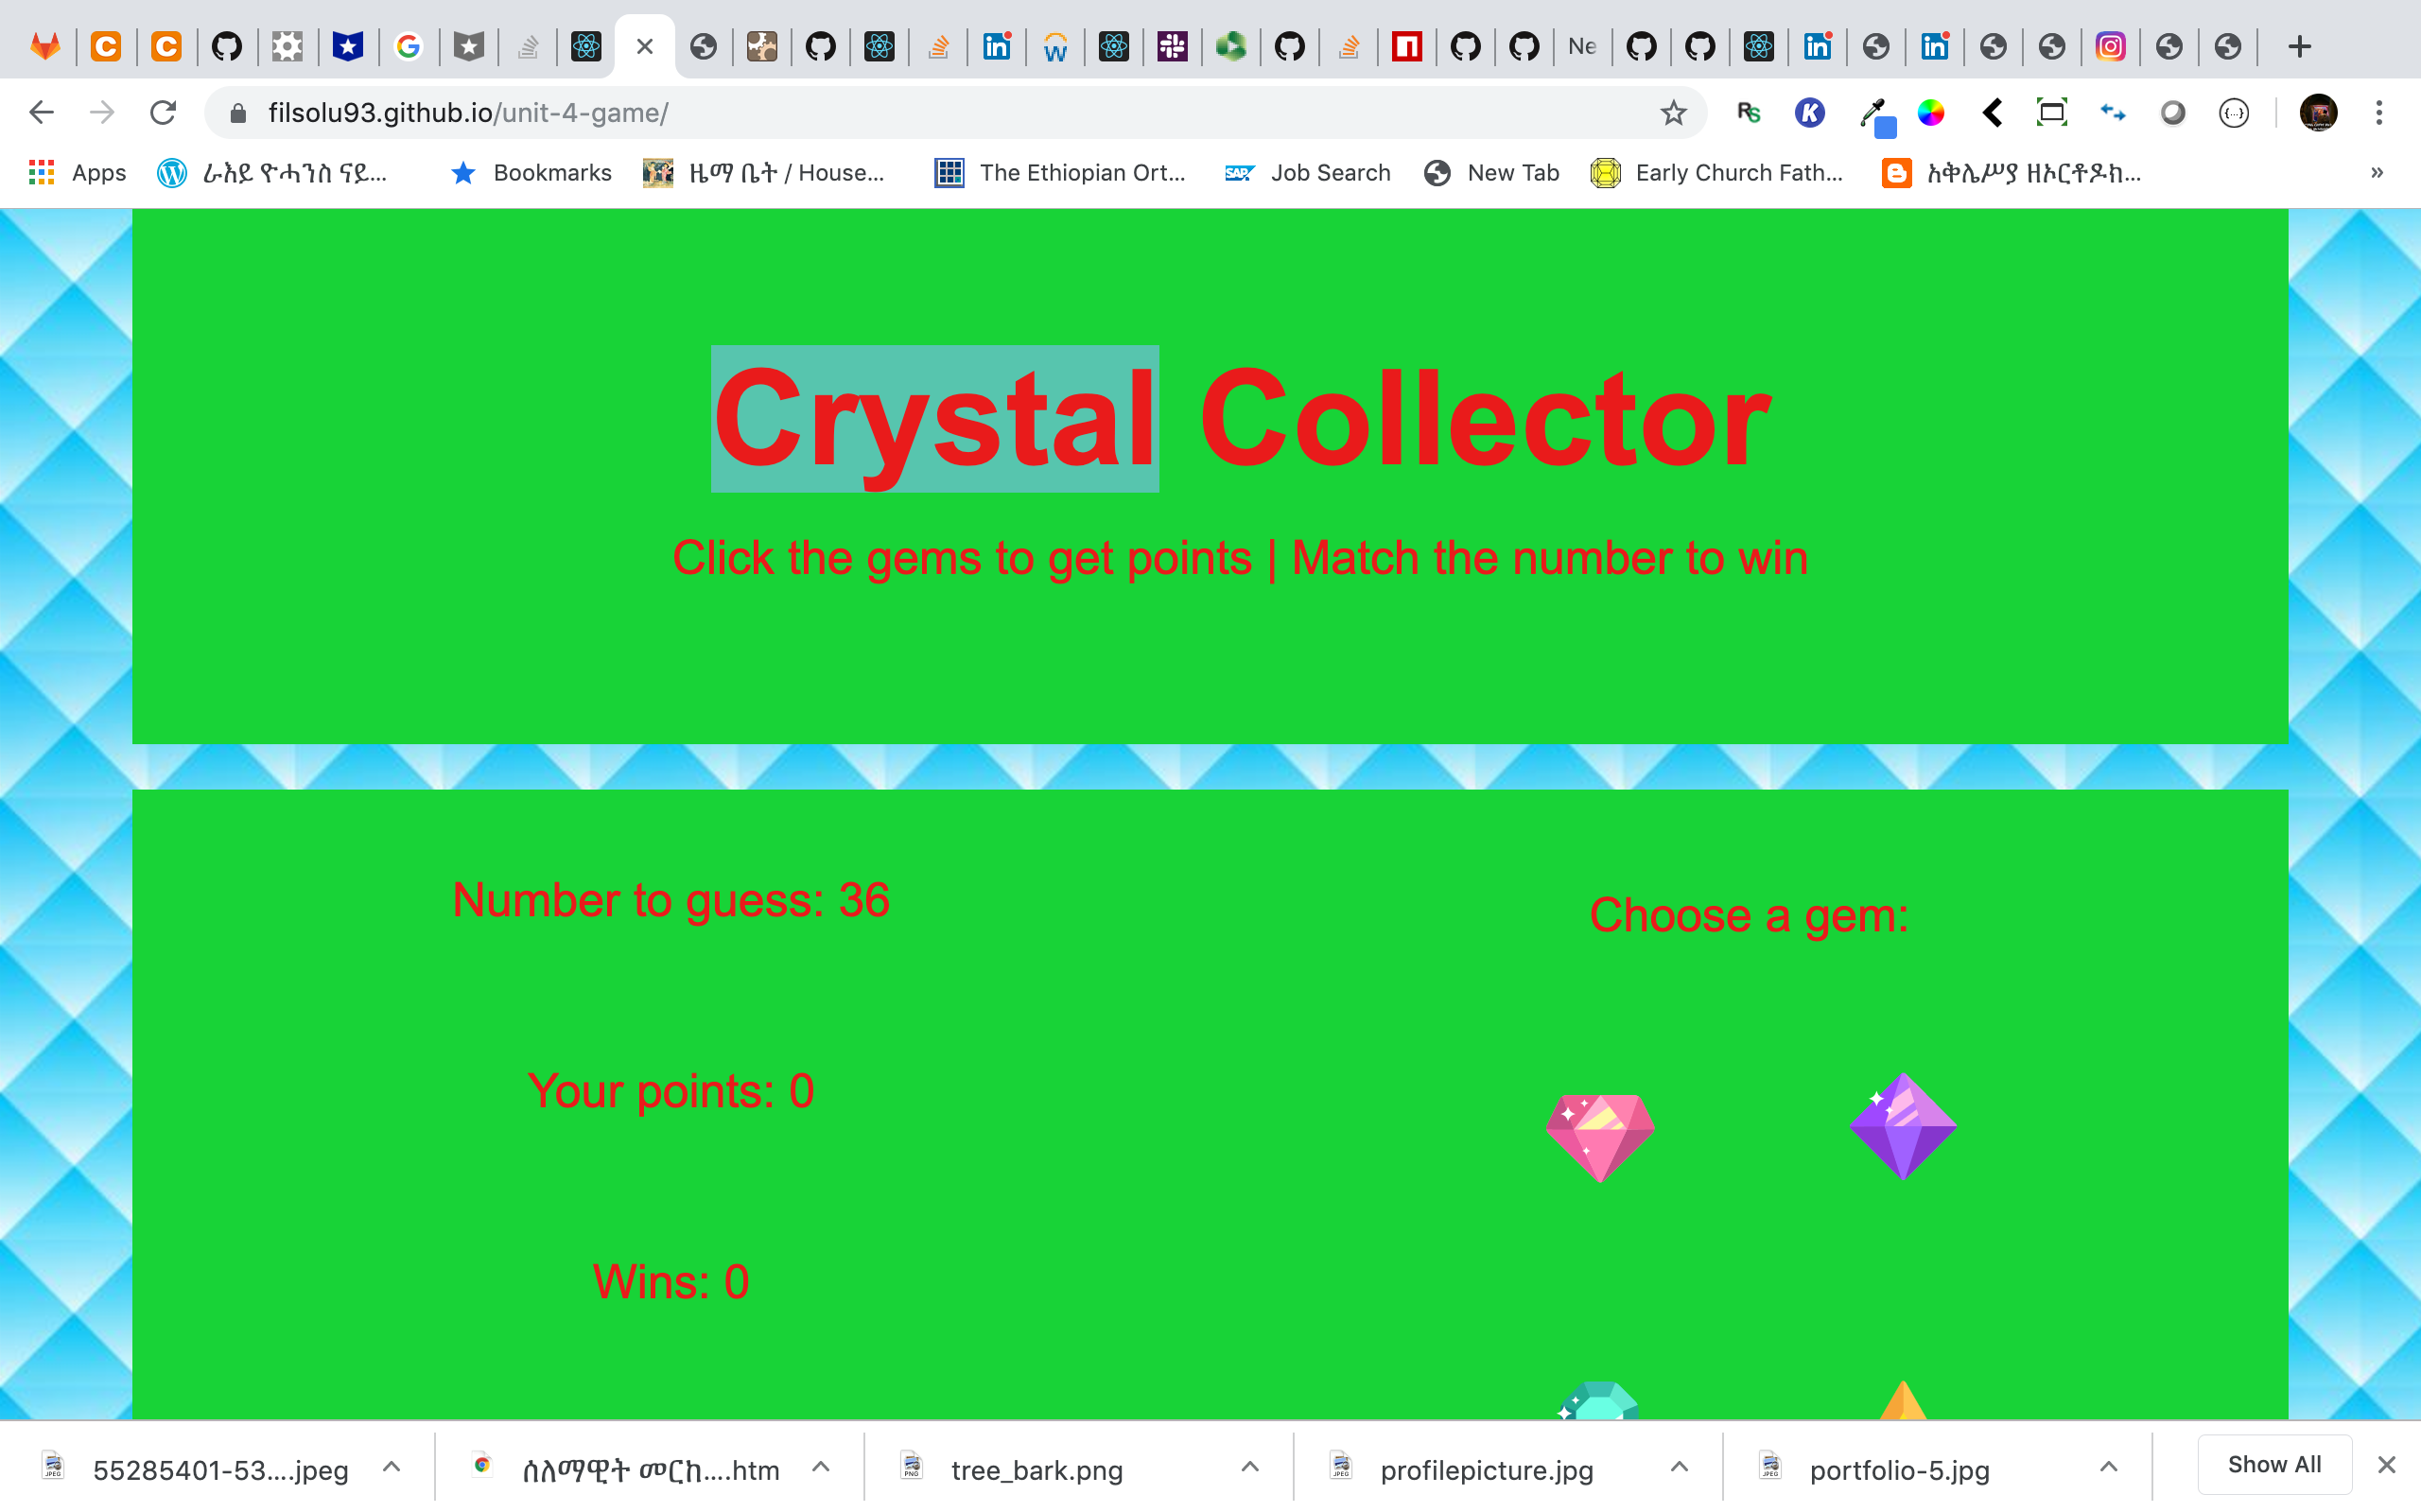 Ne
filsolu93.github.io/unit-4-game/
Apps
ራእይ ዮሓንስ ናይ...
Bookmarks
ዜማ ቤት / House...
The Ethiopian Ort...
SAP
Job Search
New Tab
Early Church Fath...
አቅሌሥያ ዘኦርቶዶክ...
»
Crystal Collector
Click the gems to get points | Match the number to win
Number to guess: 36
Choose a gem:
Your points: 0
Wins: 0
55285401-53....jpeg
ሰለማዊት መርከ....htm
tree_bark.png
profilepicture.jpg
portfolio-5.jpg
Show All